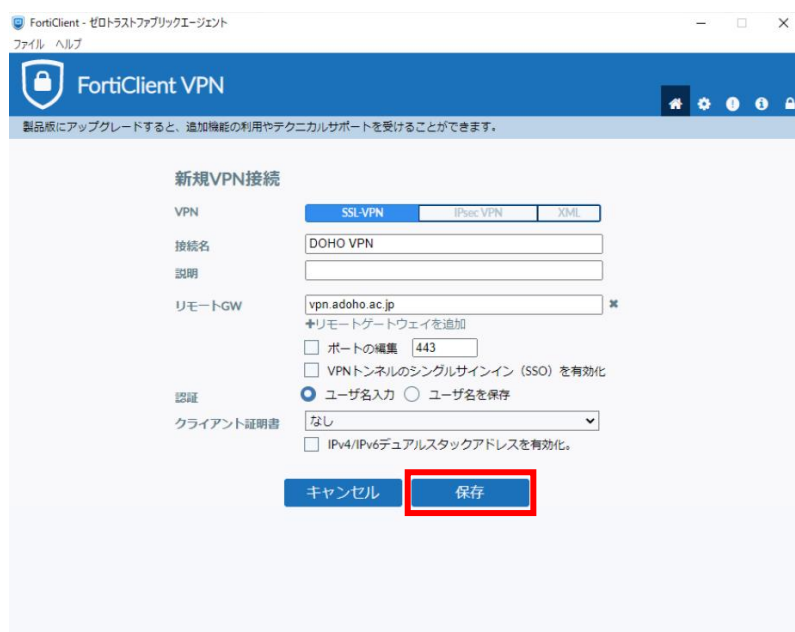 FortiClient - ゼロトラストファブリックエージェント
ファイル ヘルプ
FortiClient VPN
製品版にアップグレードすると、追加機能の利用やテクニカルサポートを受けることができます。
新規VPN接続
VPN SSL-VPN IPsec VPN XML
接続名 DOHO VPN
説明
リモートGW vpn.adoho.ac.jp
+リモートゲートウェイを追加
ポートの編集 443
VPNトンネルのシングルサインイン（SSO）を有効化
認証 ユーザ名入力 ユーザ名を保存
クライアント証明書 なし
IPv4/IPv6デュアルスタックアドレスを有効化。
キャンセル 保存